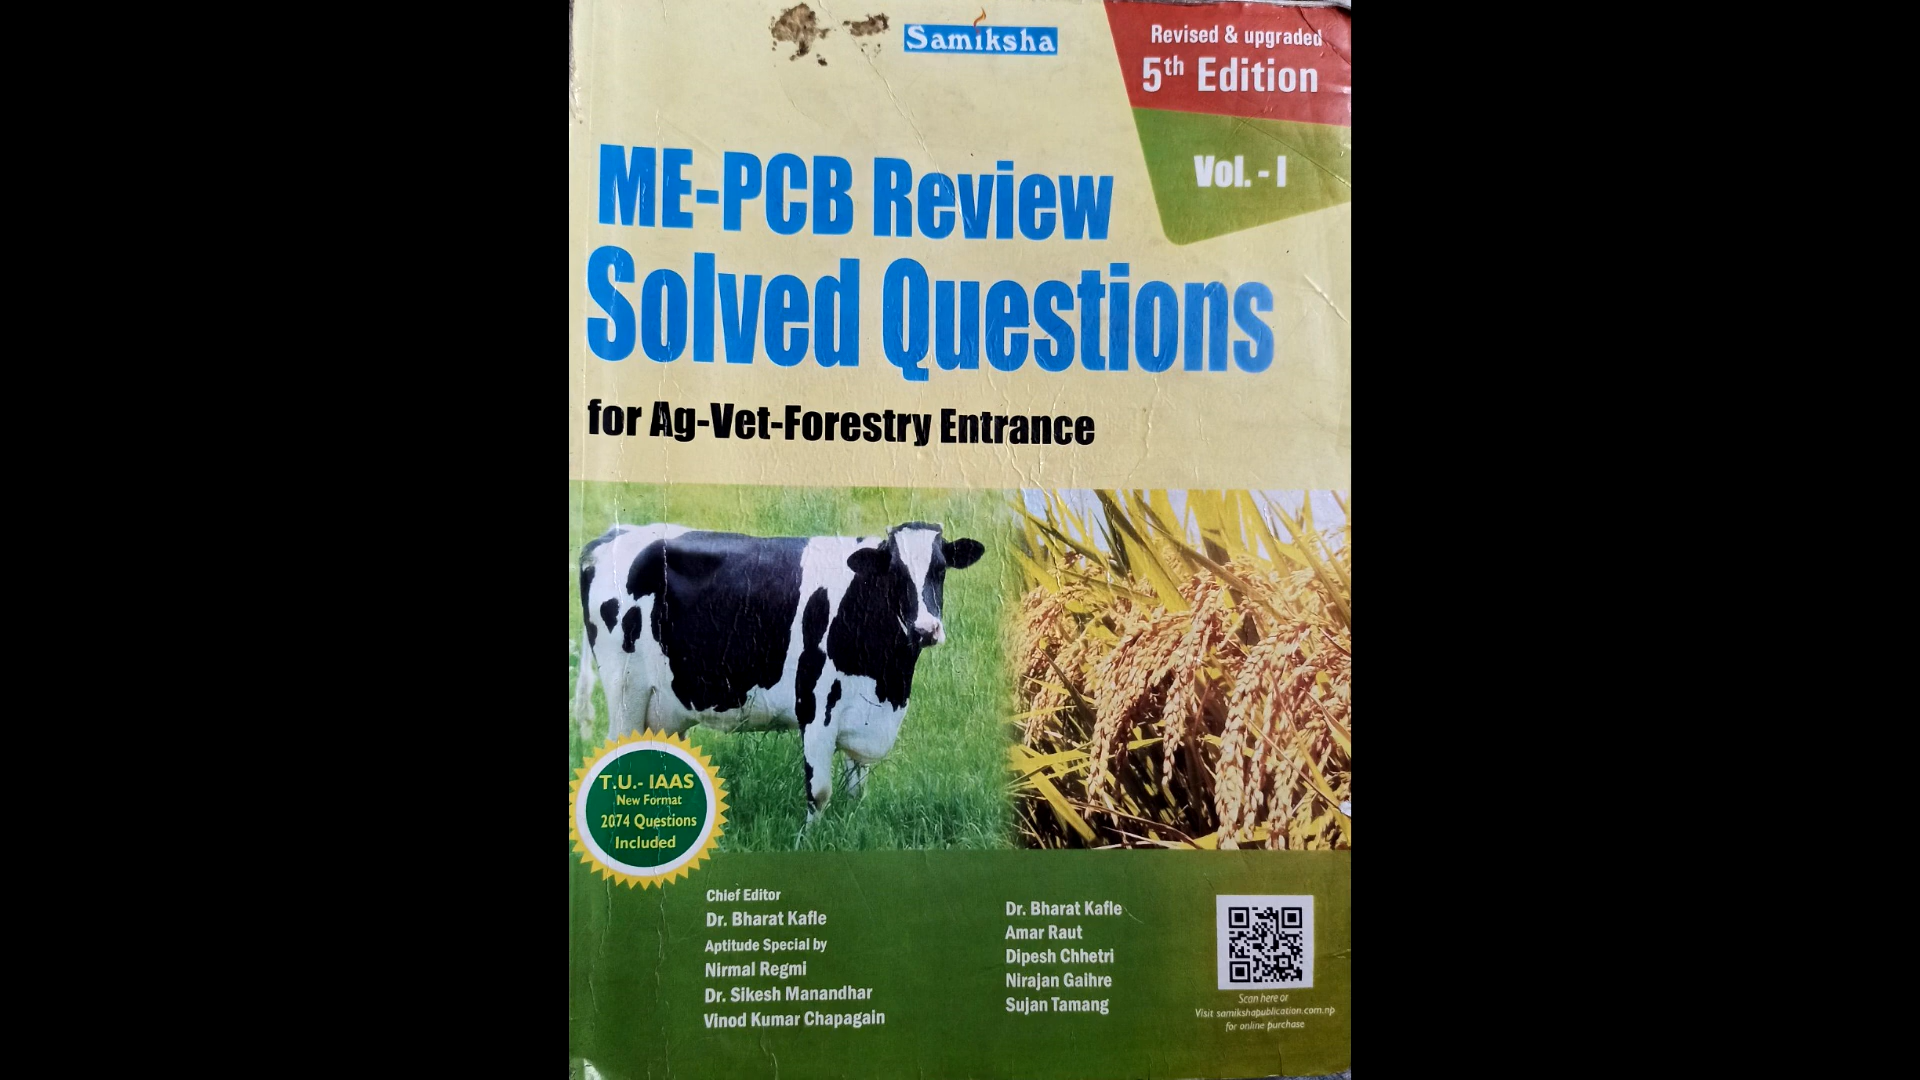 Samiksha
Revised & upgraded
5th Edition
Vol. - I
ME-PCB Review
Solved Questions
for Ag-Vet-Forestry Entrance
T.U.- IAAS
New Format
2074 Questions
Included
Chief Editor
Dr. Bharat Kafle
Aptitude Special by
Nirmal Regmi
Dr. Sikesh Manandhar
Vinod Kumar Chapagain
Dr. Bharat Kafle
Amar Raut
Dipesh Chhetri
Nirajan Gaihre
Sujan Tamang
Scan here or
Visit samikshapublication.com.np
for online purchase